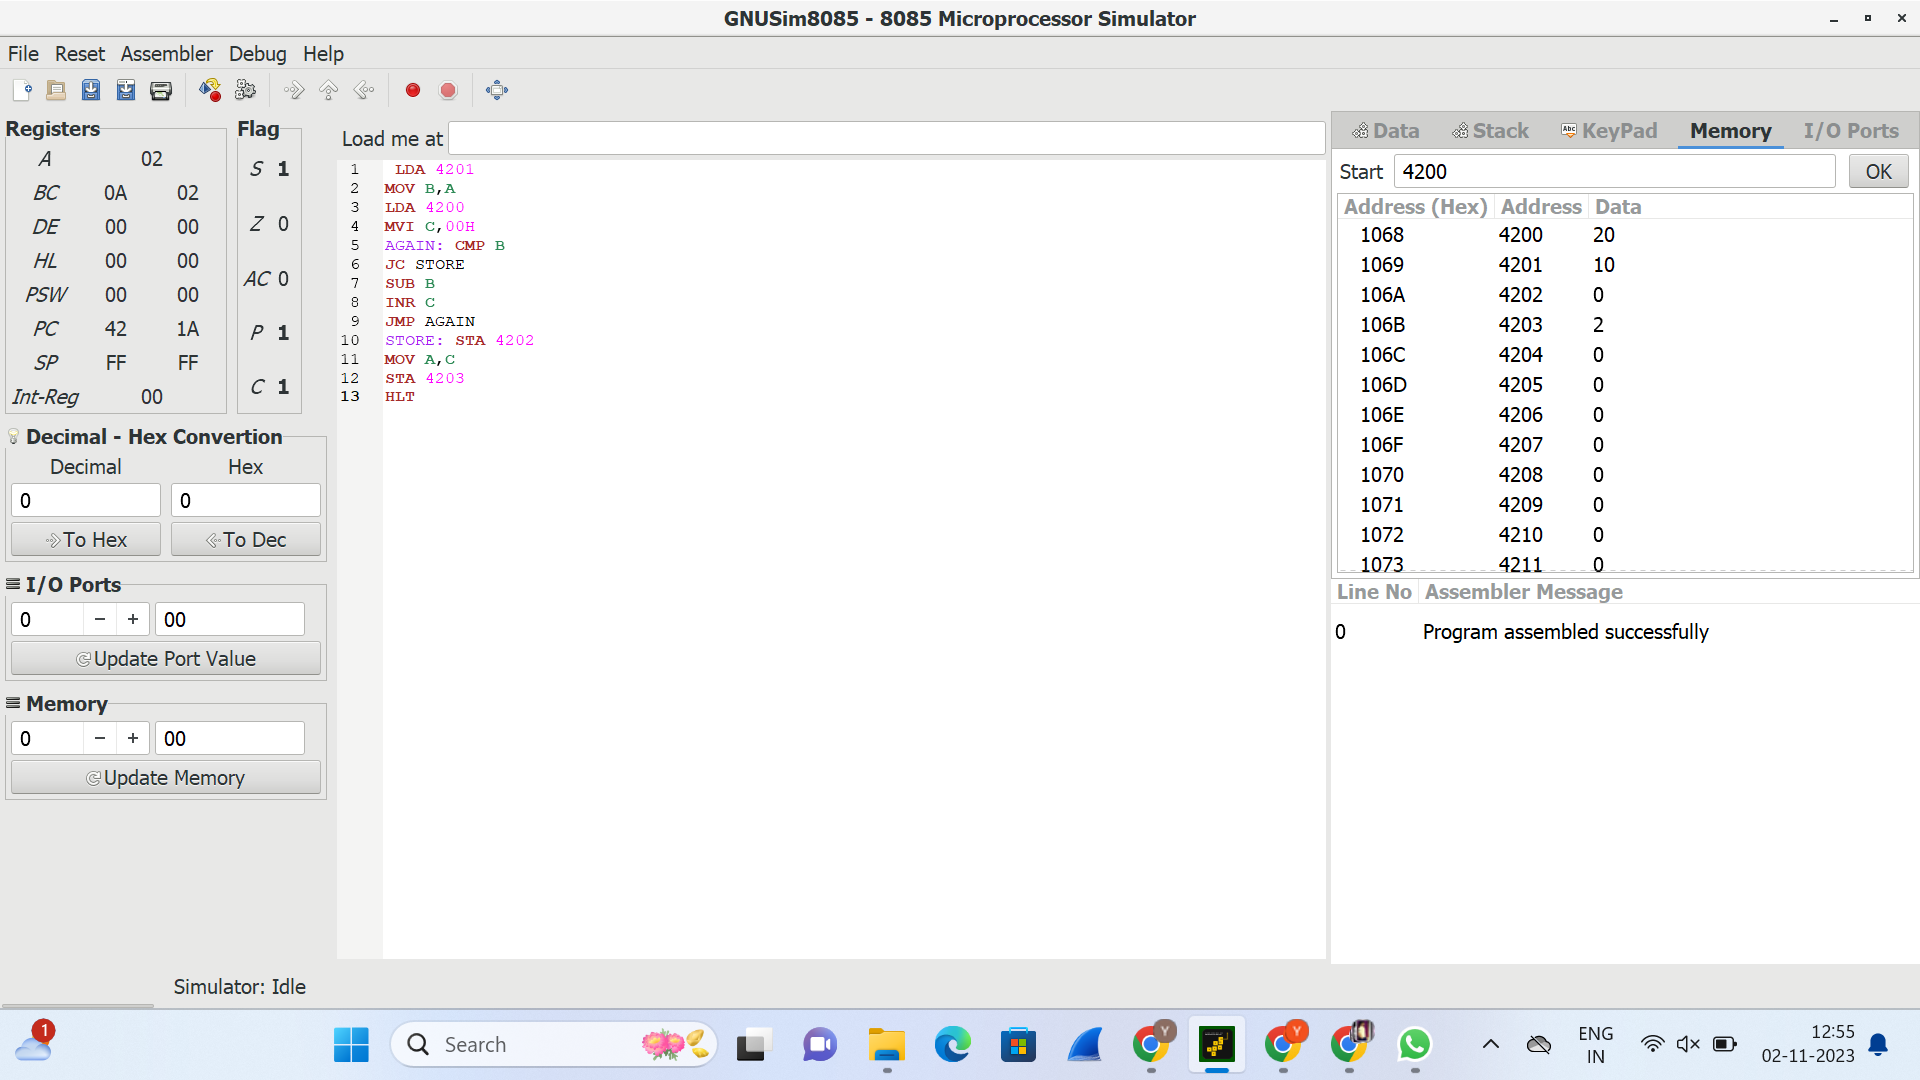 GNUSim8085 - 8085 Microprocessor Simulator
File Reset Assembler Debug Help
Registers
A 02
BC 0A 02
DE 00 00
HL 00 00
PSW 00 00
PC 42 1A
SP FF FF
Int-Reg 00
Flag
S 1
Z 0
AC 0
P 1
C 1
Decimal - Hex Convertion
Decimal Hex
0 0
To Hex To Dec
I/O Ports
0 − + 00
Update Port Value
Memory
0 − + 00
Update Memory
Load me at
1 LDA 4201
2 MOV B,A
3 LDA 4200
4 MVI C,00H
5 AGAIN: CMP B
6 JC STORE
7 SUB B
8 INR C
9 JMP AGAIN
10 STORE: STA 4202
11 MOV A,C
12 STA 4203
13 HLT
Data Stack Abc KeyPad Memory I/O Ports
Start 4200 OK
Address (Hex) Address Data
1068 4200 20
1069 4201 10
106A 4202 0
106B 4203 2
106C 4204 0
106D 4205 0
106E 4206 0
106F 4207 0
1070 4208 0
1071 4209 0
1072 4210 0
1073 4211 0
Line No Assembler Message
0 Program assembled successfully
Simulator: Idle
1
Search
Y
Y
ENG
IN
12:55
02-11-2023